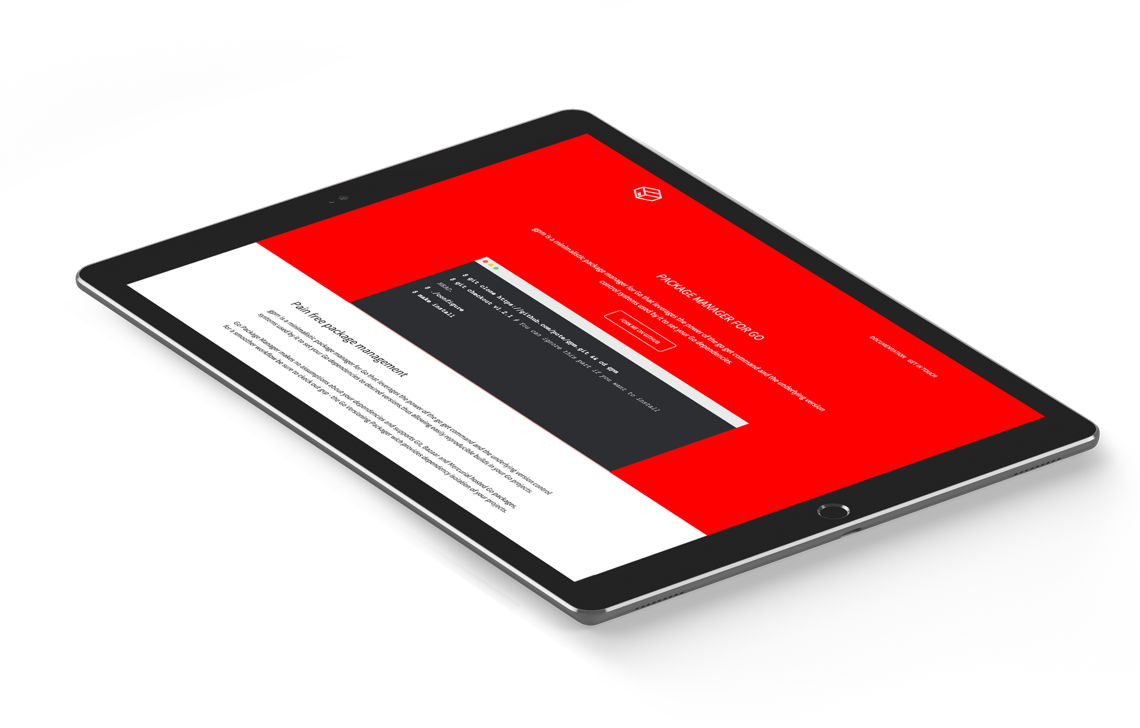 DOCUMENTATION GET IN TOUCH
PACKAGE MANAGER FOR GO
gpm is a minimalistic package manager for Go that leverages the power of the go get command and the underlying version
control systems used by it to set your Go dependencies.
FORK ME ON GITHUB
$ git clone https://github.com/pote/gpm.git && cd gpm
$ git checkout v1.2.1 # You can ignore this part if you want to install
HEAD.
$ ./configure
$ make install
Pain free package management
gpm is a minimalistic package manager for Go that leverages the power of the go get command and the underlying version control
systems used by it to set your Go dependencies to desired versions, thus allowing easily reproducible builds in your Go projects.
Go Package Manager makes no assumptions about your dependencies and supports Git, Bazaar and Mercurial hosted Go packages,
for a smoother workflow be sure to check out gvp - the Go Versioning Packager wich provides dependency isolation of your projects.